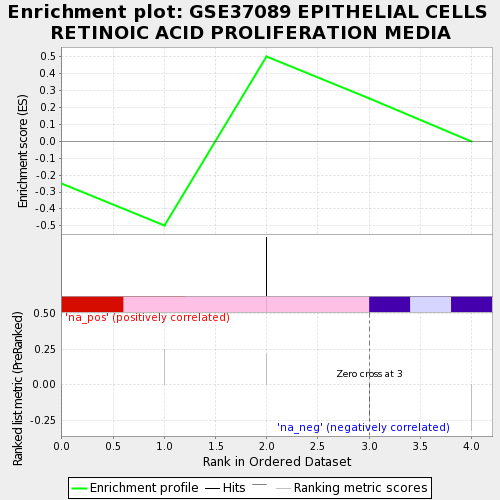 Enrichment plot: GSE37089 EPITHELIAL CELLS
RETINOIC ACID PROLIFERATION MEDIA
Enrichment score (ES)
0.5
0.4
0.3
0.2
0.1
0.0
-0.1
-0.2
-0.3
-0.4
-0.5
Ranked list metric (PreRanked)
0.50
0.25
0.00
-0.25
'na_pos' (positively correlated)
Zero cross at 3
'na_neg' (negatively correlated)
0.0 0.5 1.0 1.5 2.0 2.5 3.0 3.5 4.0
Rank in Ordered Dataset
Enrichment profile Hits Ranking metric scores